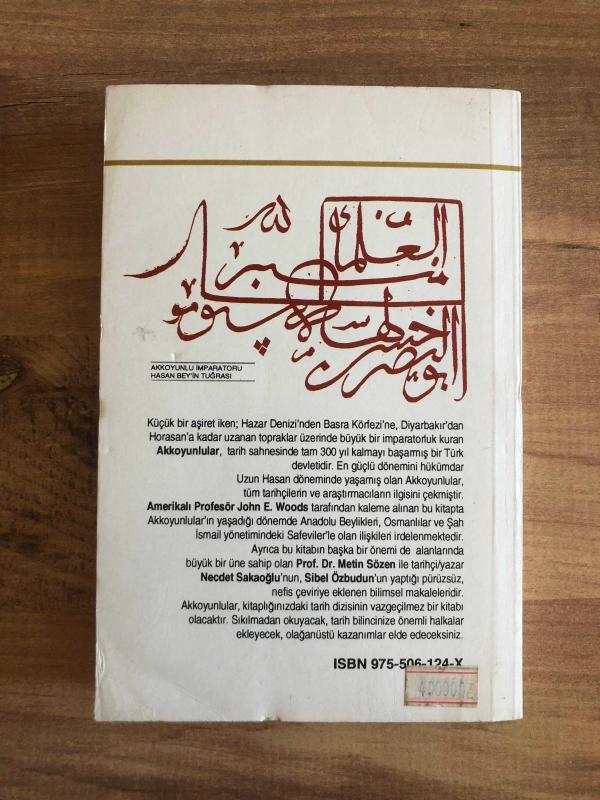 ابوالنصر حسن بهادر
AKKOYUNLU İMPARATORU
HASAN BEY'İN TUĞRASI
Küçük bir aşiret iken; Hazar Denizi'nden Basra Körfezi'ne, Diyarbakır'dan
Horasan'a kadar uzanan topraklar üzerinde büyük bir imparatorluk kuran
Akkoyunlular, tarih sahnesinde tam 300 yıl kalmayı başarmış bir Türk
devletidir. En güçlü dönemini hükümdar
Uzun Hasan döneminde yaşamış olan Akkoyunlular,
tüm tarihçilerin ve araştırmacıların ilgisini çekmiştir.
Amerikalı Profesör John E. Woods tarafından kaleme alınan bu kitapta
Akkoyunlular'ın yaşadığı dönemde Anadolu Beylikleri, Osmanlılar ve Şah
İsmail yönetimindeki Safeviler'le olan ilişkileri irdelenmektedir.
Ayrıca bu kitabın başka bir önemi de alanlarında
büyük bir üne sahip olan Prof. Dr. Metin Sözen ile tarihçi/yazar
Necdet Sakaoğlu'nun, Sibel Özbudun'un yaptığı pürüzsüz,
nefis çeviriye eklenen bilimsel makaleleridir.
Akkoyunlular, kitaplığınızdaki tarih dizisinin vazgeçilmez bir kitabı
olacaktır. Sıkılmadan okuyacak, tarih bilincinize önemli halkalar
ekleyecek, olağanüstü kazanımlar elde edeceksiniz.
ISBN 975-506-124-X